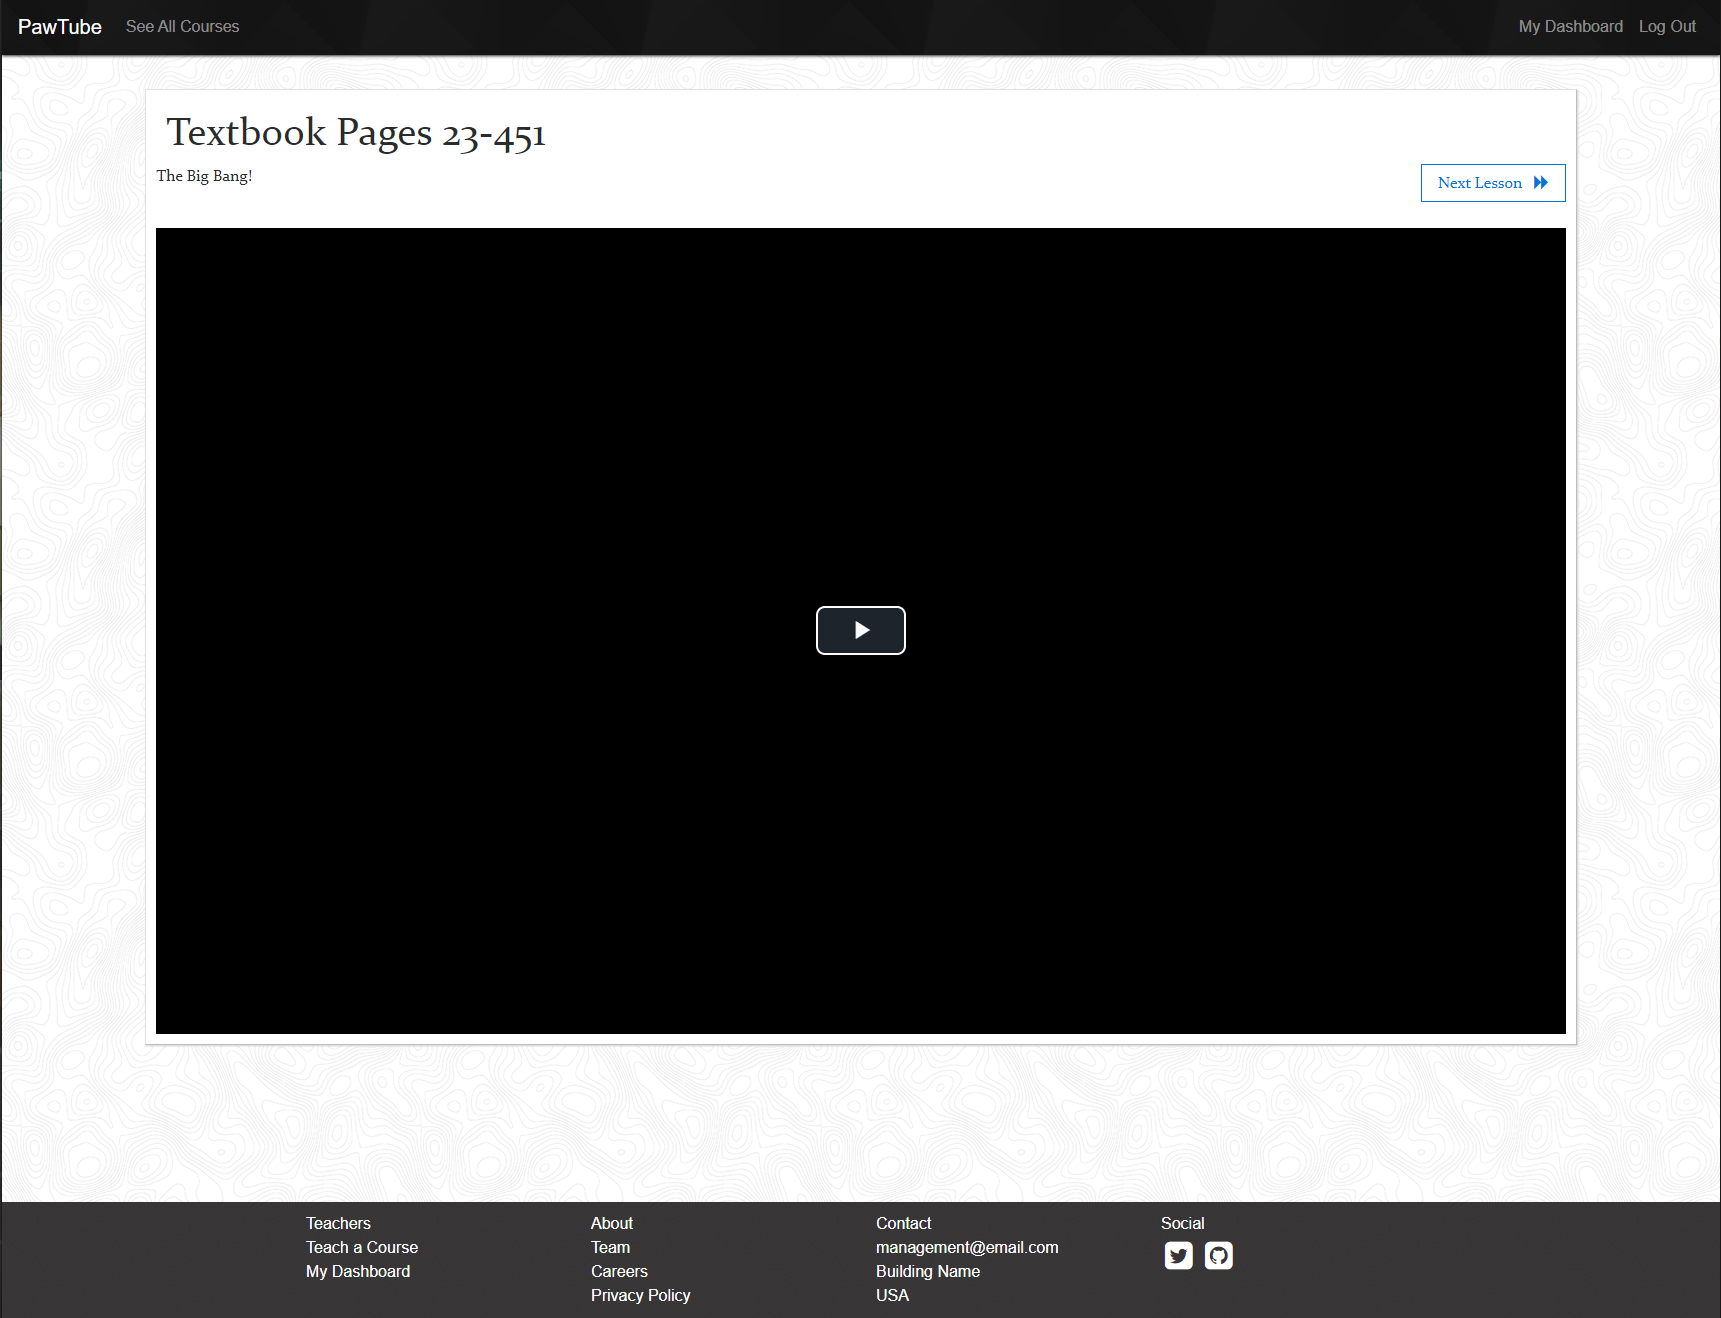 PawTube See All Courses My Dashboard Log Out
Textbook Pages 23-451
The Big Bang!
Next Lesson
Teachers
Teach a Course
My Dashboard
About
Team
Careers
Privacy Policy
Contact
management@email.com
Building Name
USA
Social